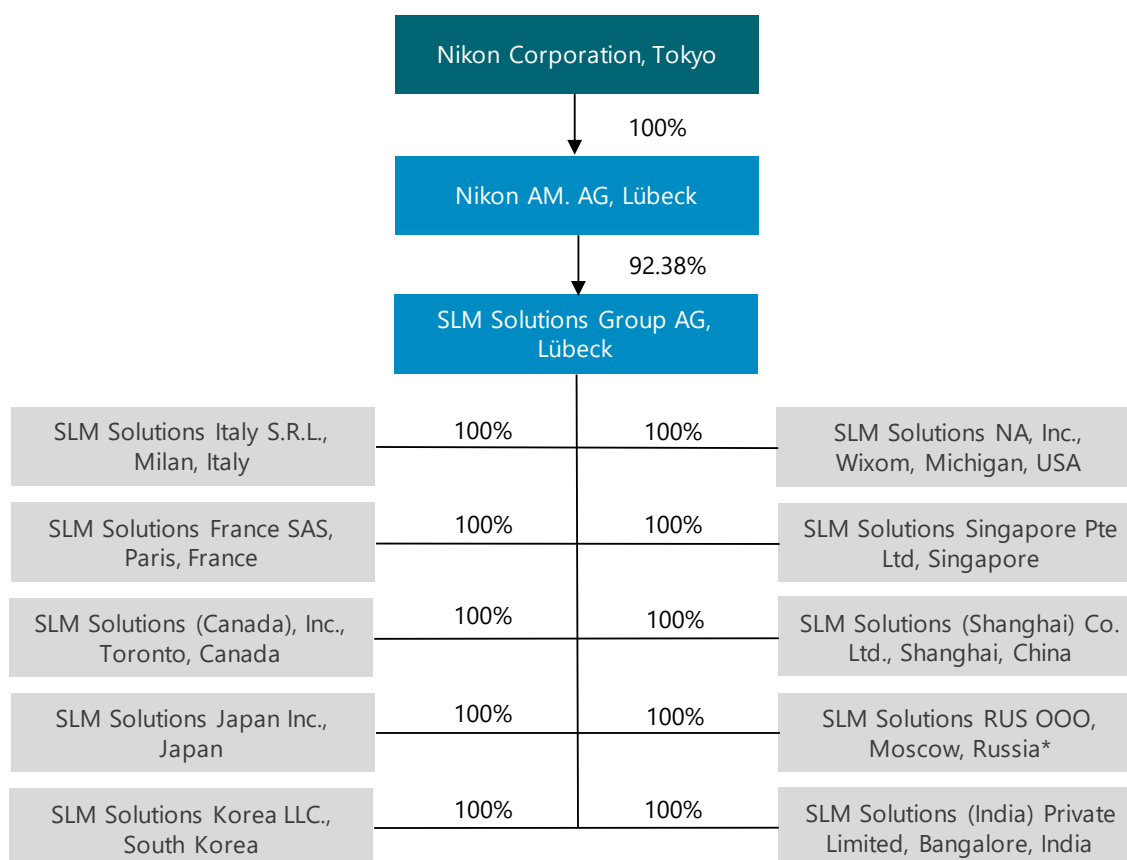 Nikon Corporation, Tokyo
100%
Nikon AM. AG, Lübeck
92.38%
SLM Solutions Group AG,
Lübeck
SLM Solutions Italy S.R.L.,
Milan, Italy
100%
100%
SLM Solutions NA, Inc.,
Wixom, Michigan, USA
SLM Solutions France SAS,
Paris, France
100%
100%
SLM Solutions Singapore Pte
Ltd, Singapore
SLM Solutions (Canada), Inc.,
Toronto, Canada
100%
100%
SLM Solutions (Shanghai) Co.
Ltd., Shanghai, China
SLM Solutions Japan Inc.,
Japan
100%
100%
SLM Solutions RUS OOO,
Moscow, Russia*
SLM Solutions Korea LLC.,
South Korea
100%
100%
SLM Solutions (India) Private
Limited, Bangalore, India